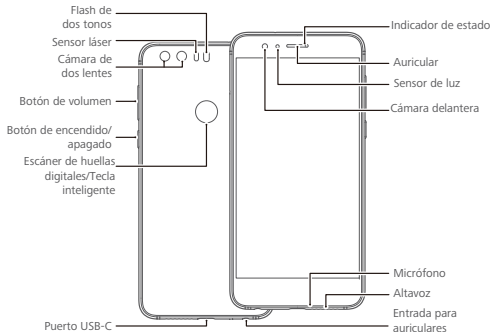 Flash de
dos tonos
Sensor láser
Cámara de
dos lentes
Botón de volumen
Botón de encendido/
apagado
Escáner de huellas
digitales/Tecla
inteligente
Puerto USB-C
Indicador de estado
Auricular
Sensor de luz
Cámara delantera
Micrófono
Altavoz
Entrada para
auriculares